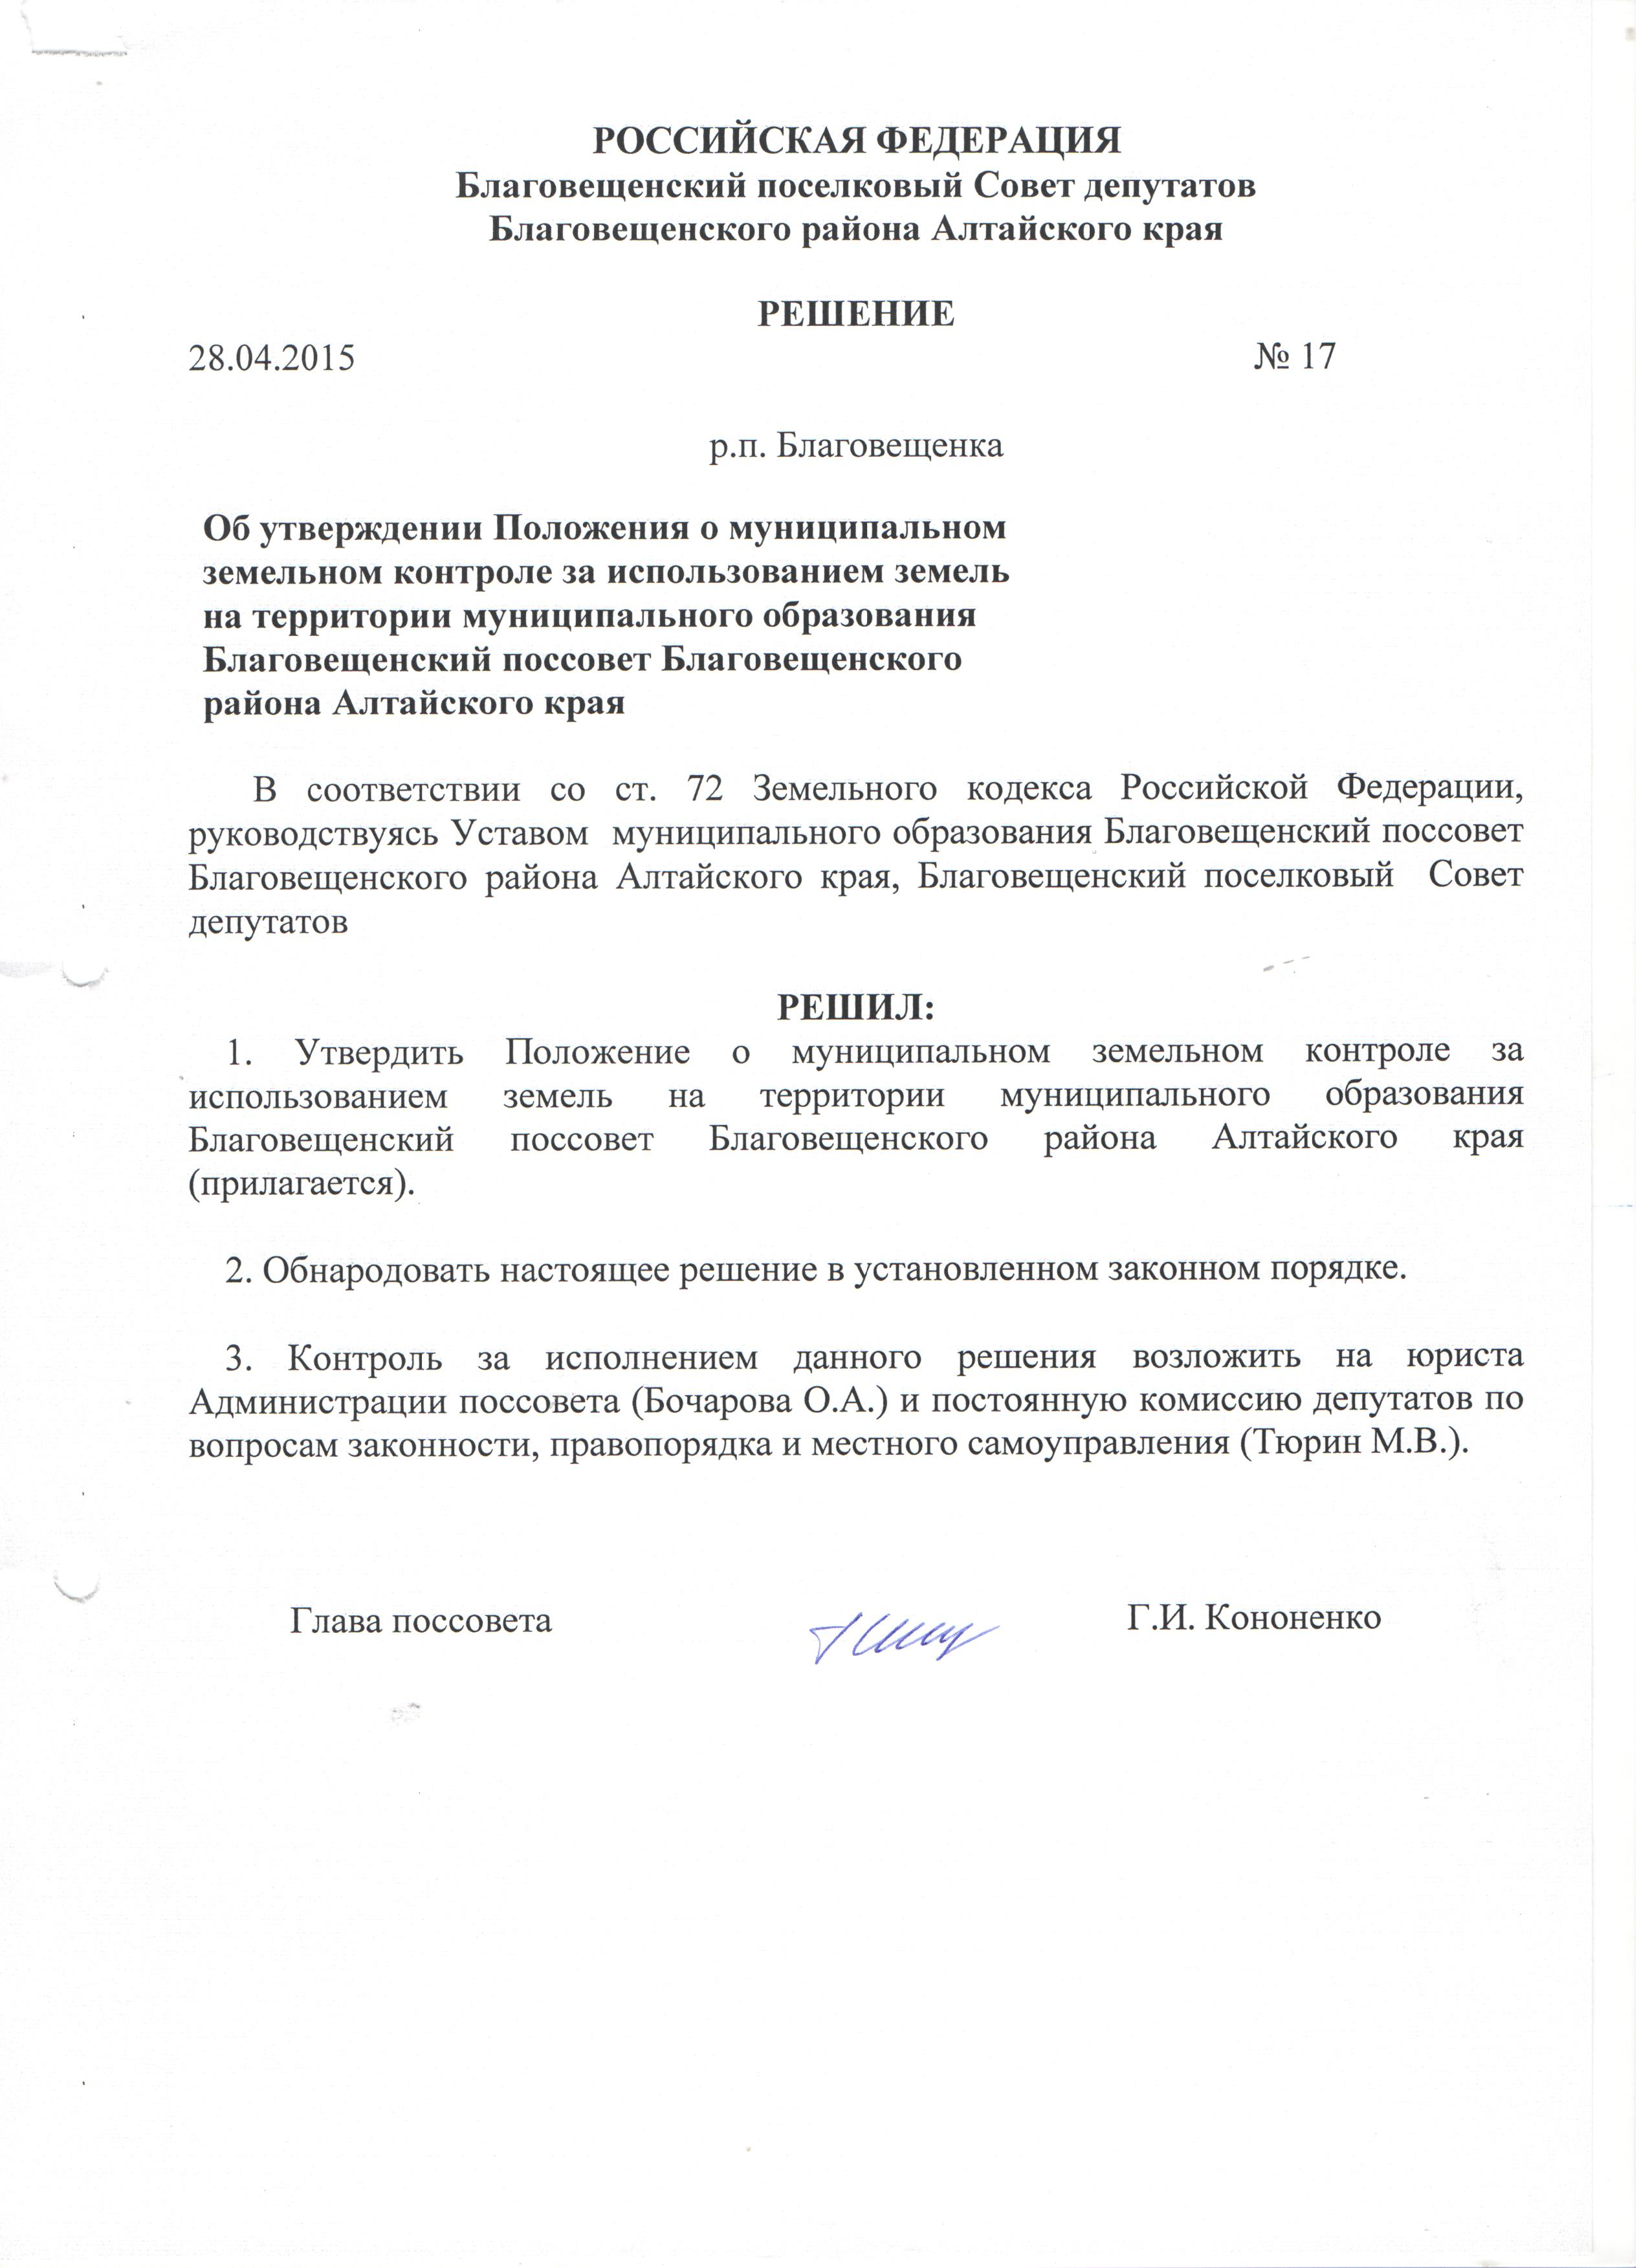 РОССИЙСКАЯ ФЕДЕРАЦИЯ
Благовещенский поселковый Совет депутатов
Благовещенского района Алтайского края
РЕШЕНИЕ
28.04.2015 № 17
р.п. Благовещенка
Об утверждении Положения о муниципальном
земельном контроле за использованием земель
на территории муниципального образования
Благовещенский поссовет Благовещенского
района Алтайского края
В соответствии со ст. 72 Земельного кодекса Российской Федерации,
руководствуясь Уставом муниципального образования Благовещенский поссовет
Благовещенского района Алтайского края, Благовещенский поселковый Совет
депутатов
РЕШИЛ:
1. Утвердить Положение о муниципальном земельном контроле за
использованием земель на территории муниципального образования
Благовещенский поссовет Благовещенского района Алтайского края
(прилагается).
2. Обнародовать настоящее решение в установленном законном порядке.
3. Контроль за исполнением данного решения возложить на юриста
Администрации поссовета (Бочарова О.А.) и постоянную комиссию депутатов по
вопросам законности, правопорядка и местного самоуправления (Тюрин М.В.).
Глава поссовета Г.И. Кононенко